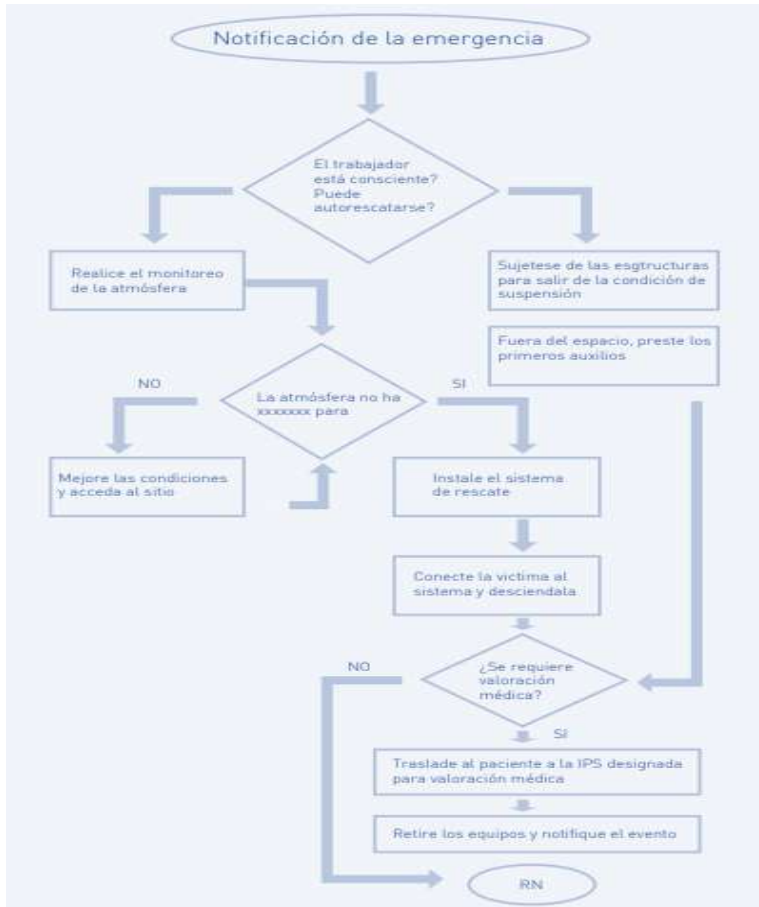 Notificación de la emergencia
El trabajador
está consciente?
Puede
autorescatarse?
Realice el monitoreo
de la atmósfera
Sujetese de las esgtructuras
para salir de la condición de
suspensión
Fuera del espacio, preste los
primeros auxilios
NO
La atmósfera no ha
xxxxxxx para
SI
Mejore las condiciones
y acceda al sitio
Instale el sistema
de rescate
Conecte la victima al
sistema y desciendala
NO
¿Se requiere
valoración
médica?
SI
Traslade al paciente a la IPS designada
para valoración médica
Retire los equipos y notifique el evento
RN